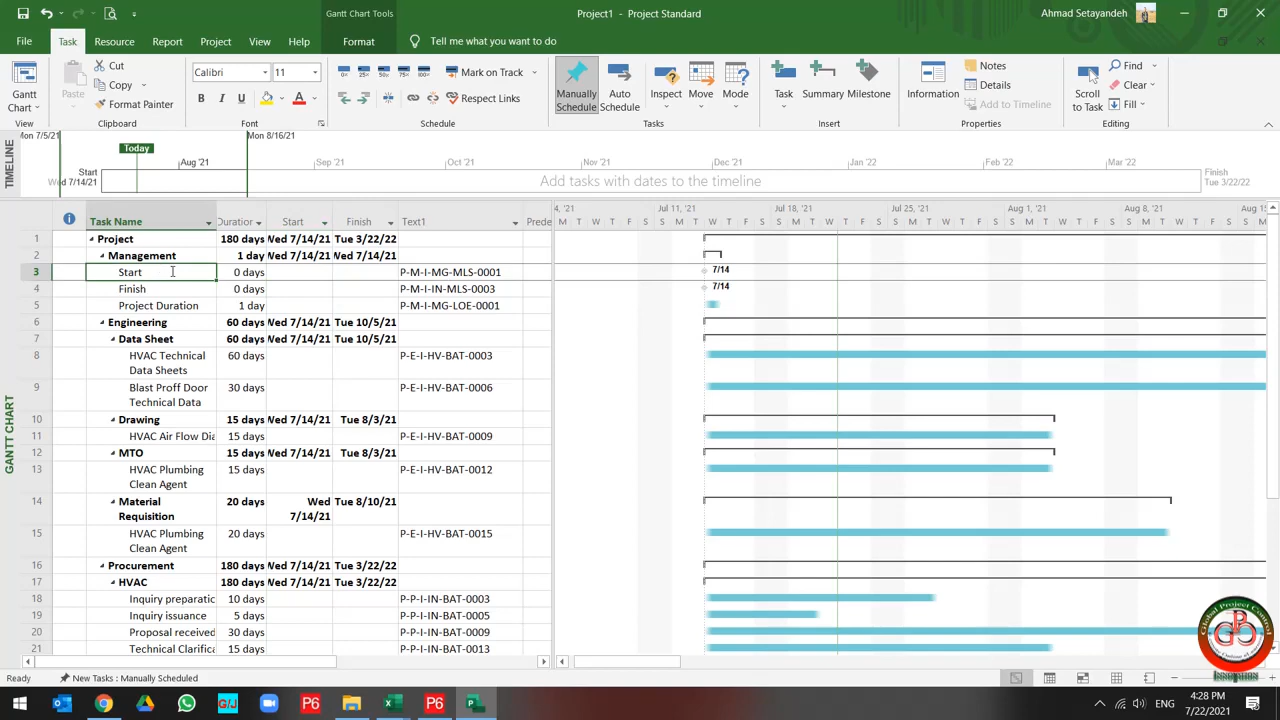 Gantt Chart Tools
Project1 - Project Standard
Ahmad Setayandeh
File Task Resource Report Project View Help Format Tell me what you want to do
Gantt Chart
View
Paste
Cut
Copy
Format Painter
Clipboard
Calibri 11
B I U A
Font
0% 25% 50% 75% 100%
Mark on Track
Respect Links
Schedule
Manually Schedule
Auto Schedule
Inspect
Move
Mode
Tasks
Task
Summary
Milestone
Insert
Information
Notes
Details
Add to Timeline
Properties
Scroll to Task
Find
Clear
Fill
Editing
TIMELINE
Mon 7/5/21 Mon 8/16/21
Today
Aug '21 Sep '21 Oct '21 Nov '21 Dec '21 Jan '22 Feb '22 Mar '22
Start
Wed 7/14/21
Add tasks with dates to the timeline
Finish
Tue 3/22/22
GANTT CHART
Task Name Duration Start Finish Text1 Prede
4, '21 Jul 11, '21 Jul 18, '21 Jul 25, '21 Aug 1, '21 Aug 8, '21 Aug 15
M T W T F S S M T W T F S S M T W T F S S M T W T F S S M T W T F S S M T W T F S S M
1 Project 180 days Wed 7/14/21 Tue 3/22/22
2 Management 1 day Wed 7/14/21 Wed 7/14/21
3 Start 0 days P-M-I-MG-MLS-0001 7/14
4 Finish 0 days P-M-I-IN-MLS-0003 7/14
5 Project Duration 1 day P-M-I-MG-LOE-0001
6 Engineering 60 days Wed 7/14/21 Tue 10/5/21
7 Data Sheet 60 days Wed 7/14/21 Tue 10/5/21
8 HVAC Technical Data Sheets 60 days P-E-I-HV-BAT-0003
9 Blast Proff Door Technical Data 30 days P-E-I-HV-BAT-0006
10 Drawing 15 days Wed 7/14/21 Tue 8/3/21
11 HVAC Air Flow Dia 15 days P-E-I-HV-BAT-0009
12 MTO 15 days Wed 7/14/21 Tue 8/3/21
13 HVAC Plumbing Clean Agent 15 days P-E-I-HV-BAT-0012
14 Material Requisition 20 days Wed 7/14/21 Tue 8/10/21
15 HVAC Plumbing Clean Agent 20 days P-E-I-HV-BAT-0015
16 Procurement 180 days Wed 7/14/21 Tue 3/22/22
17 HVAC 180 days Wed 7/14/21 Tue 3/22/22
18 Inquiry preparatic 10 days P-P-I-IN-BAT-0003
19 Inquiry issuance 5 days P-P-I-IN-BAT-0005
20 Proposal received 30 days P-P-I-IN-BAT-0009
21 Technical Clarifica 15 days P-P-I-IN-BAT-0013
Global Project Control
Ready New Tasks : Manually Scheduled
G/J P6 P6
ENG
4:28 PM
7/22/2021